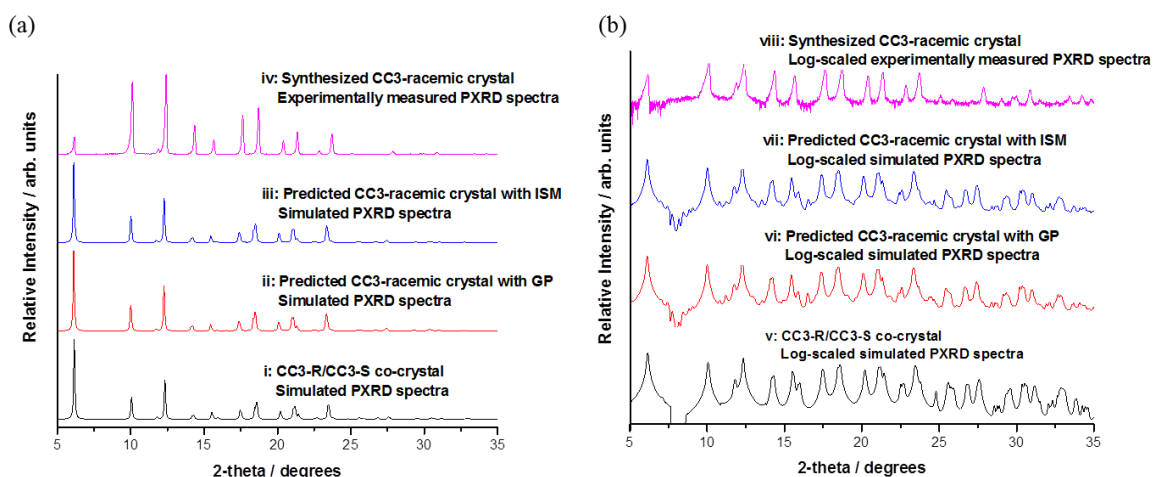 (a)
Relative Intensity / arb. units
iv: Synthesized CC3-racemic crystal
Experimentally measured PXRD spectra
iii: Predicted CC3-racemic crystal with ISM
Simulated PXRD spectra
ii: Predicted CC3-racemic crystal with GP
Simulated PXRD spectra
i: CC3-R/CC3-S co-crystal
Simulated PXRD spectra
5 10 15 20 25 30 35
2-theta / degrees
(b)
Relative Intensity / arb. units
viii: Synthesized CC3-racemic crystal
Log-scaled experimentally measured PXRD spectra
vii: Predicted CC3-racemic crystal with ISM
Log-scaled simulated PXRD spectra
vi: Predicted CC3-racemic crystal with GP
Log-scaled simulated PXRD spectra
v: CC3-R/CC3-S co-crystal
Log-scaled simulated PXRD spectra
5 10 15 20 25 30 35
2-theta / degrees